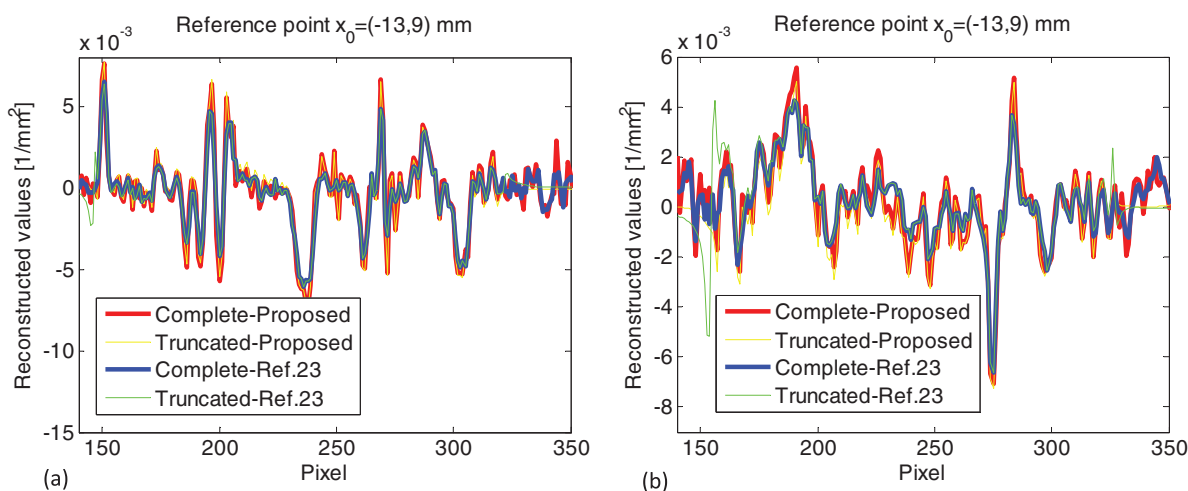 Reference point x0=(-13,9) mm
x 10-3
Reconstructed values [1/mm2]
5
0
-5
-10
-15
Complete-Proposed
Truncated-Proposed
Complete-Ref.23
Truncated-Ref.23
150
200
250
300
350
Pixel
(a)
Reference point x0=(-13,9) mm
x 10-3
Reconstructed values [1/mm2]
6
4
2
0
-2
-4
-6
-8
Complete-Proposed
Truncated-Proposed
Complete-Ref.23
Truncated-Ref.23
150
200
250
300
350
Pixel
(b)